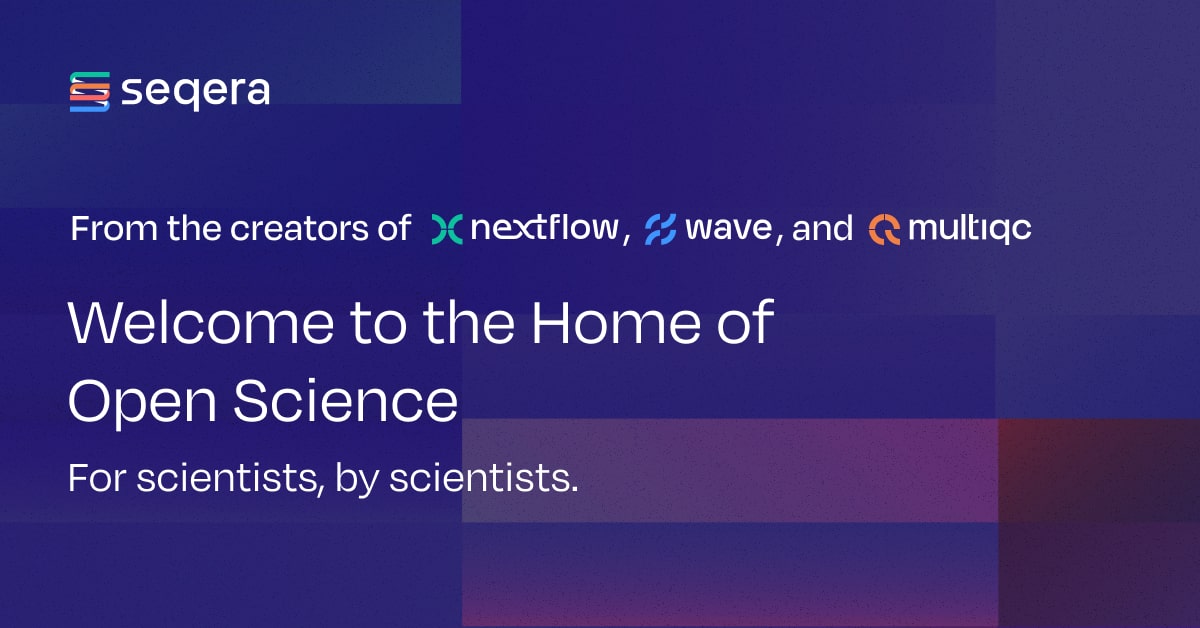 seqera
From the creators of nextflow, wave, and multiqc
Welcome to the Home of
Open Science
For scientists, by scientists.